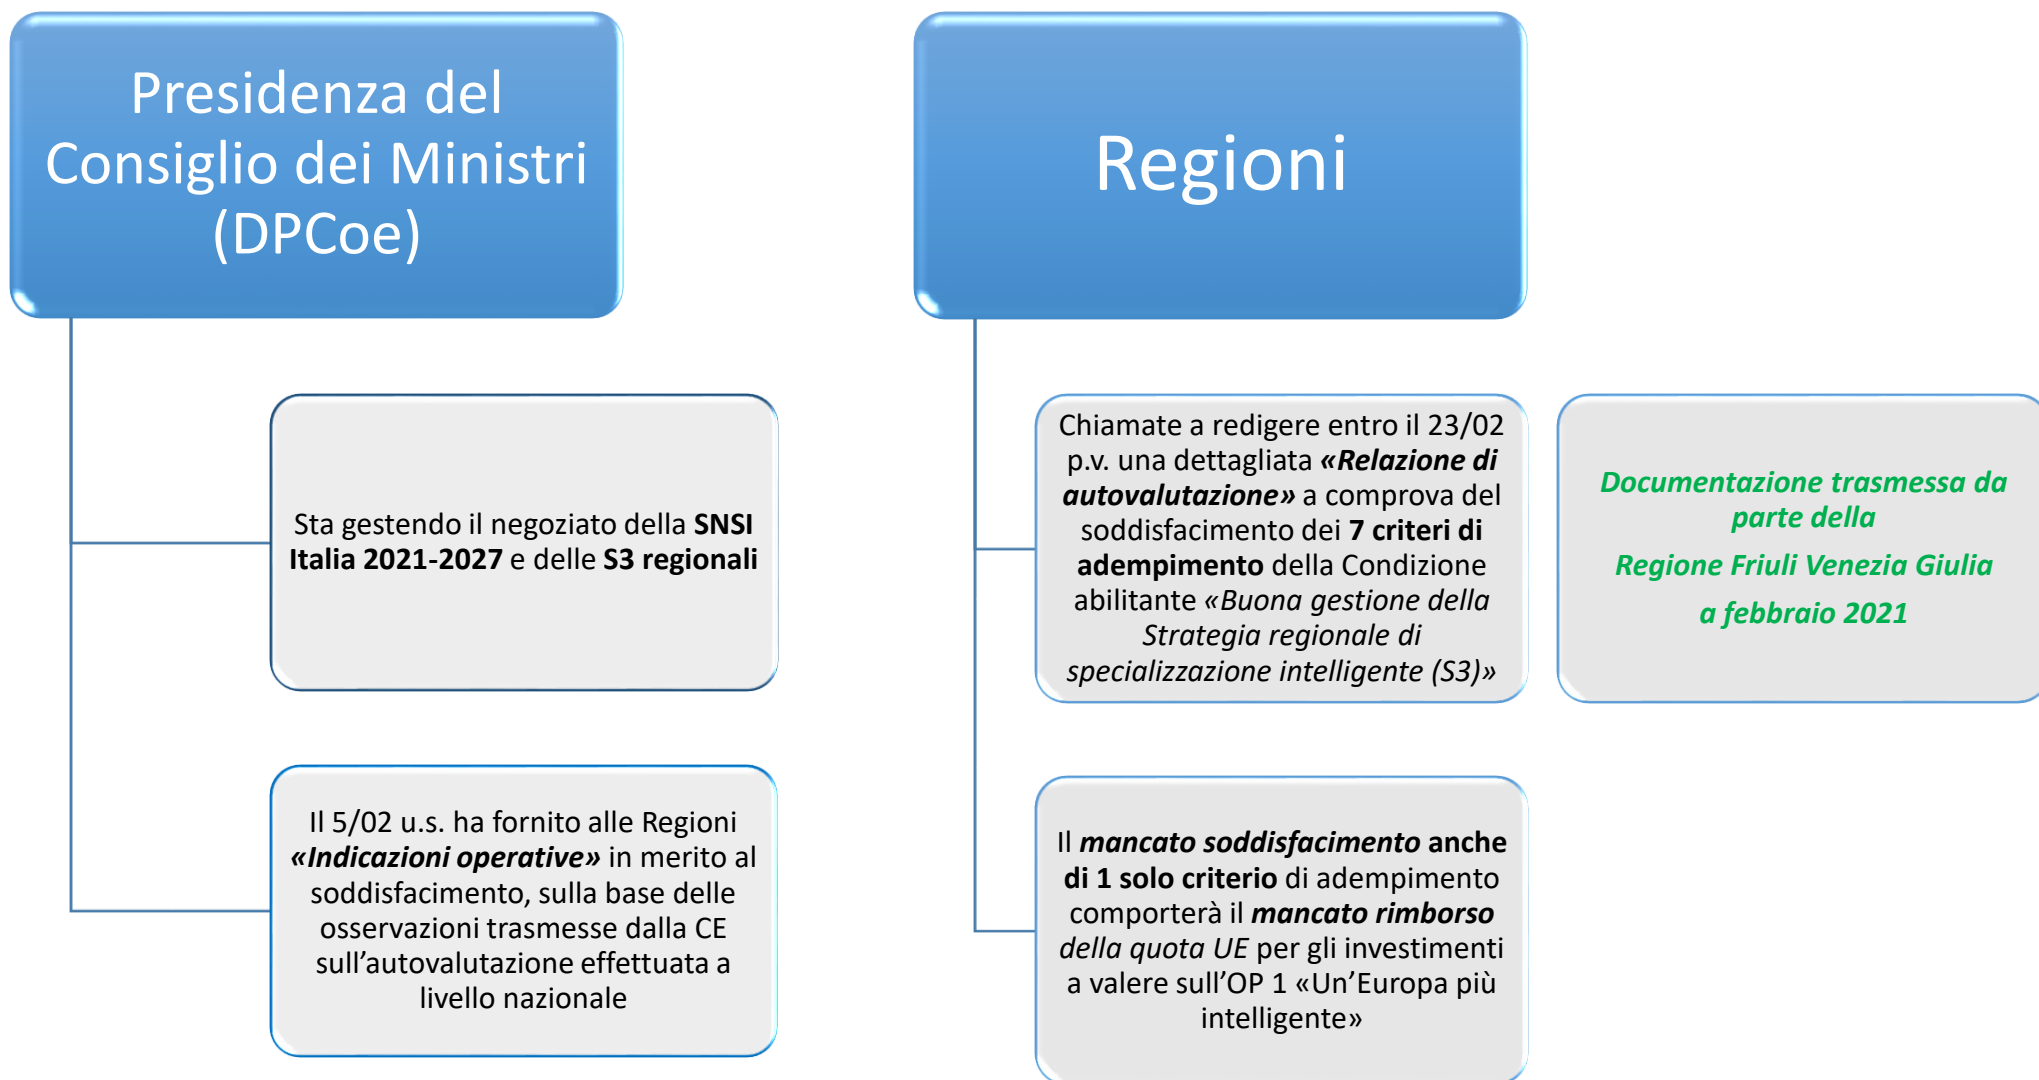 Presidenza del
Consiglio dei Ministri
(DPCoe)
Sta gestendo il negoziato della SNSI
Italia 2021-2027 e delle S3 regionali
Il 5/02 u.s. ha fornito alle Regioni
«Indicazioni operative» in merito al
soddisfacimento, sulla base delle
osservazioni trasmesse dalla CE
sull'autovalutazione effettuata a
livello nazionale
Regioni
Chiamate a redigere entro il 23/02
p.v. una dettagliata «Relazione di
autovalutazione» a comprova del
soddisfacimento dei 7 criteri di
adempimento della Condizione
abilitante «Buona gestione della
Strategia regionale di
specializzazione intelligente (S3)»
Documentazione trasmessa da
parte della
Regione Friuli Venezia Giulia
a febbraio 2021
Il mancato soddisfacimento anche
di 1 solo criterio di adempimento
comporterà il mancato rimborso
della quota UE per gli investimenti
a valere sull'OP 1 «Un'Europa più
intelligente»